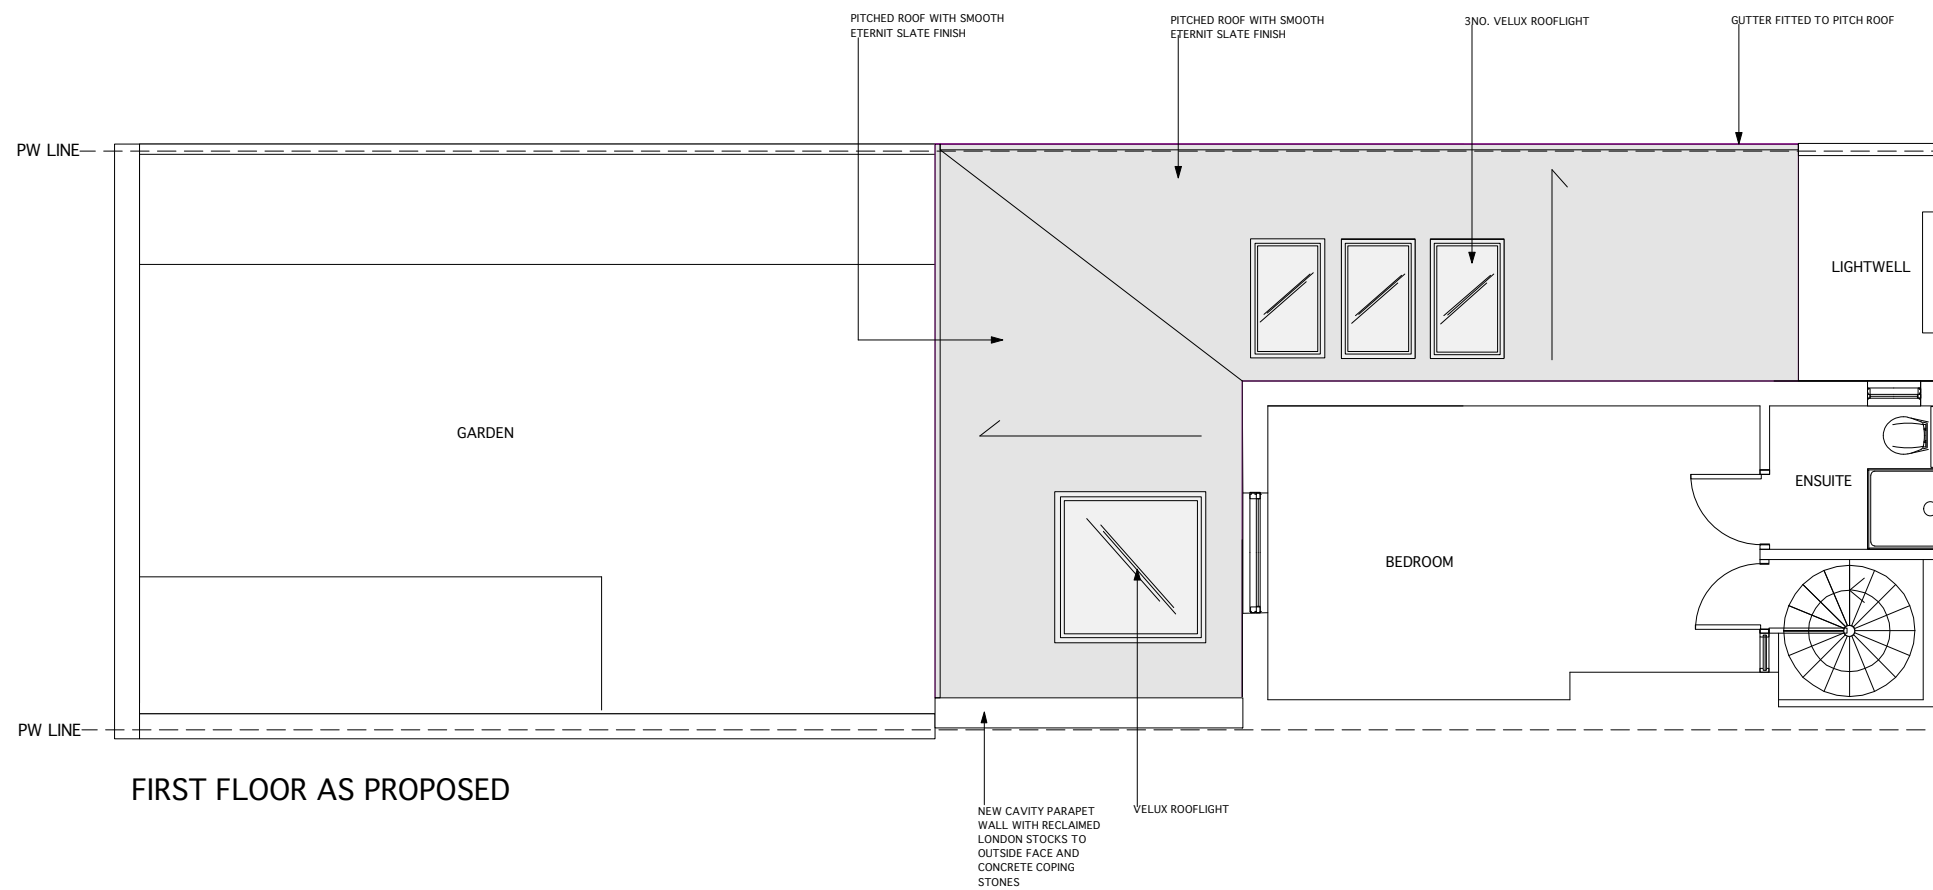 PITCHED ROOF WITH SMOOTH
ETERNIT SLATE FINISH
PITCHED ROOF WITH SMOOTH
ETERNIT SLATE FINISH
3NO. VELUX ROOFLIGHT
GUTTER FITTED TO PITCH ROOF
PW LINE
LIGHTWELL
GARDEN
ENSUITE
BEDROOM
PW LINE
FIRST FLOOR AS PROPOSED
NEW CAVITY PARAPET
WALL WITH RECLAIMED
LONDON STOCKS TO
OUTSIDE FACE AND
CONCRETE COPING
STONES
VELUX ROOFLIGHT